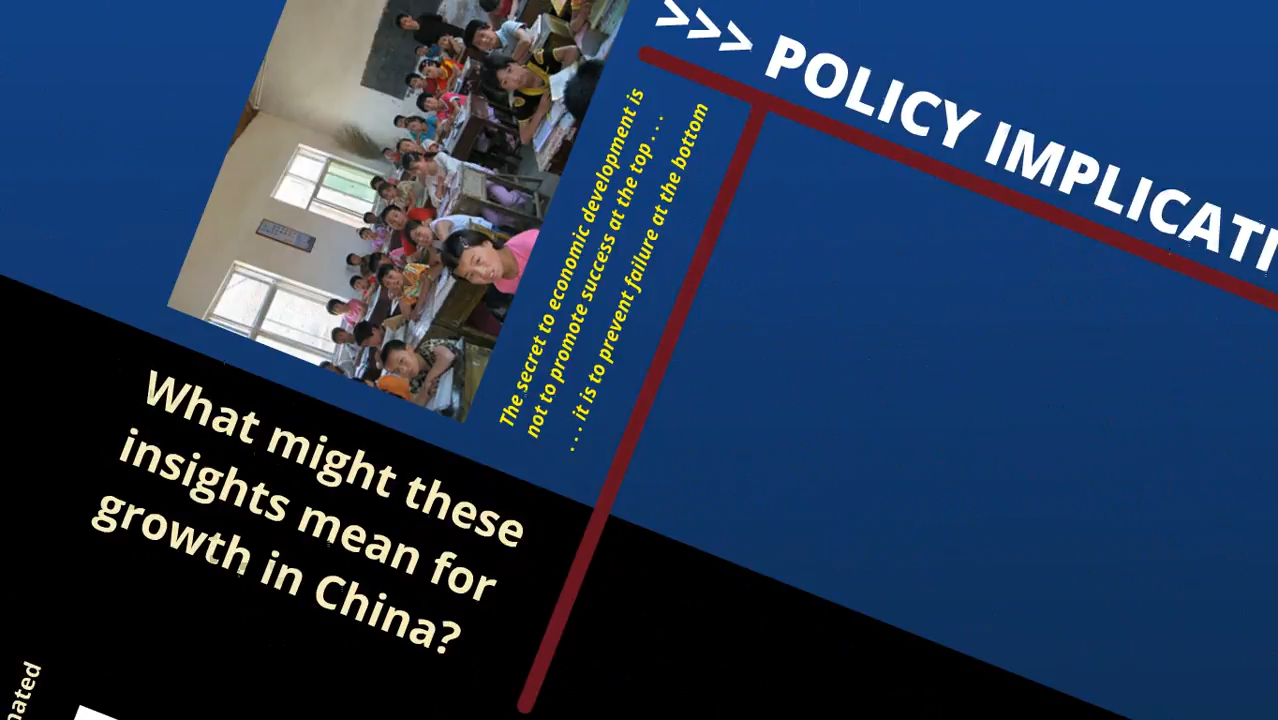 >>> POLICY IMPLICATI
The secret to economic development is
not to promote success at the top . . .
. . . it is to prevent failure at the bottom
What might these
insights mean for
growth in China?
nated